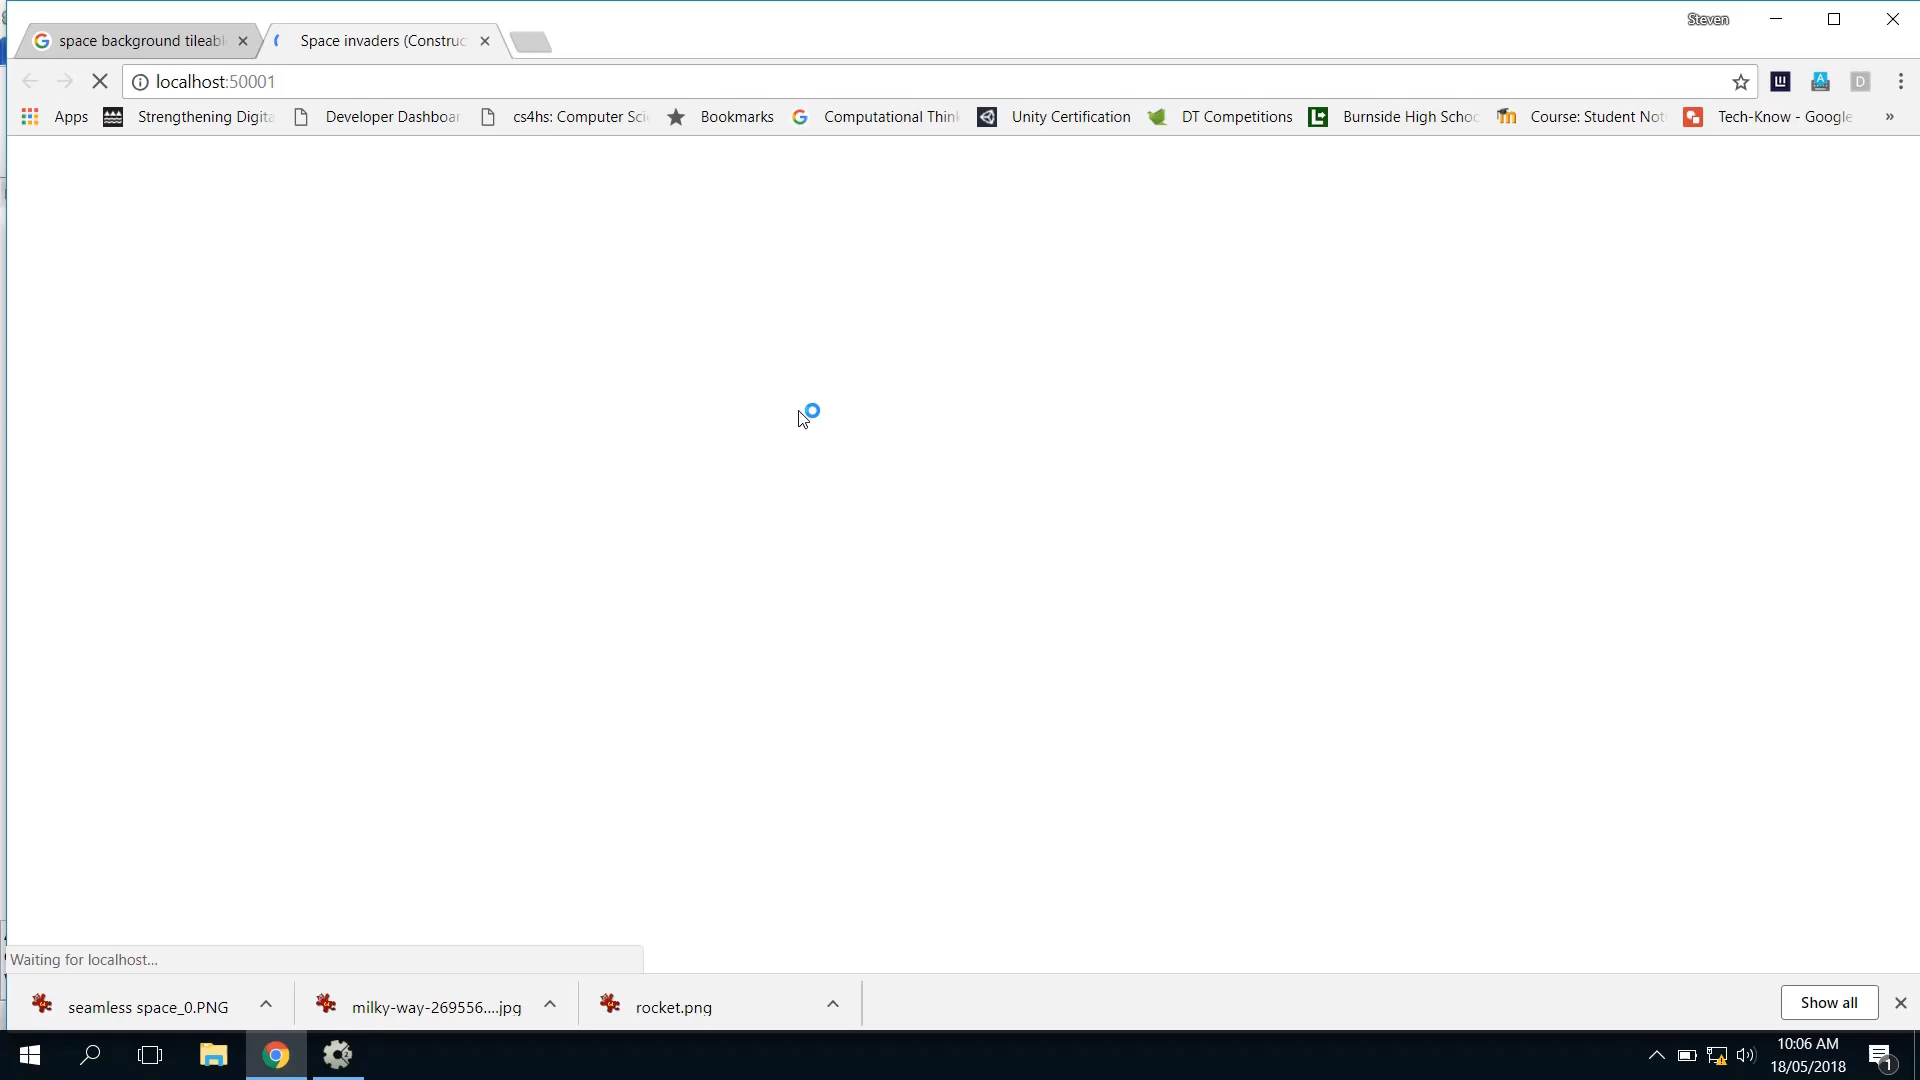 Steven
space background tileabl
Space invaders (Construc
localhost:50001
Apps
Strengthening Digita
Developer Dashboar
cs4hs: Computer Sci
Bookmarks
Computational Think
Unity Certification
DT Competitions
Burnside High Schoo
Course: Student Not
Tech-Know - Google
»
Waiting for localhost...
seamless space_0.PNG
milky-way-269556....jpg
rocket.png
Show all
10:06 AM
18/05/2018
1